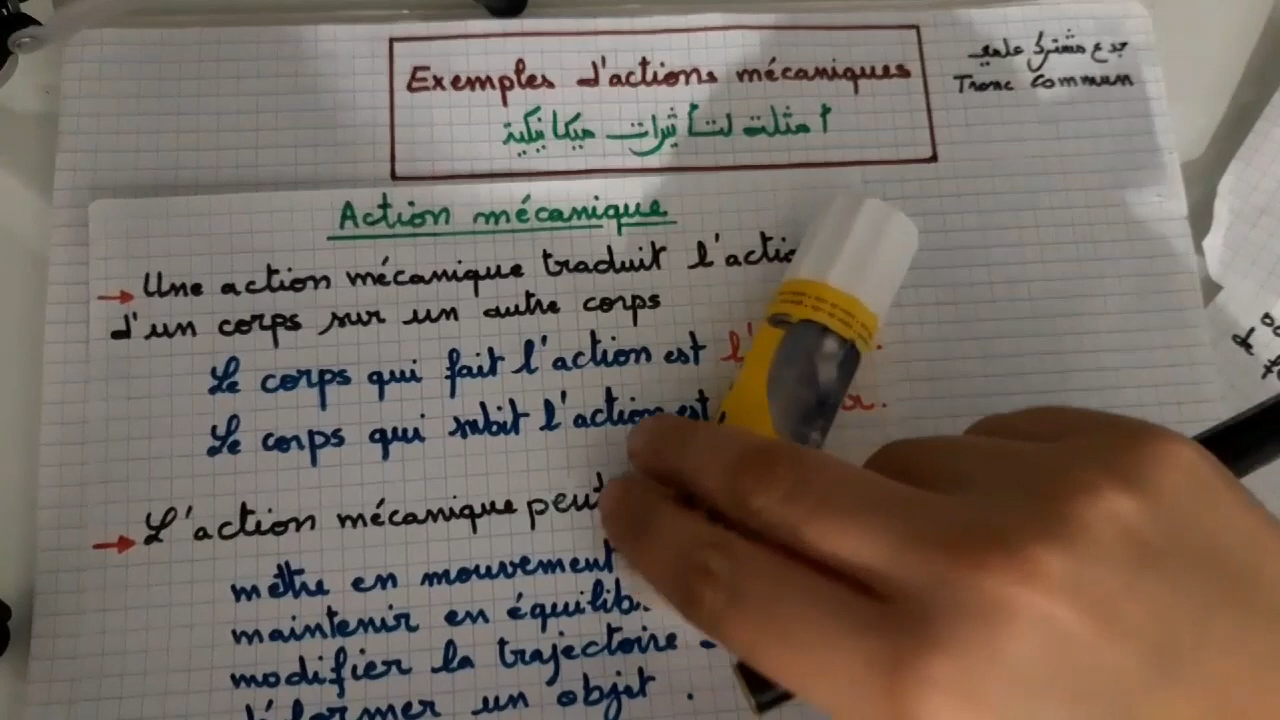 Exemples d'actions mécaniques
أمثلة لتأثيرات ميكانيكية
جدع مشترك علمي
Tronc Commun
Action mécanique
→ Une action mécanique traduit l'actio
d'un corps sur un autre corps
Le corps qui fait l'action est l'
Le corps qui subit l'action est
→ L'action mécanique peut
mettre en mouvement
maintenir en équilib
modifier la trajectoire
déformer un objet.